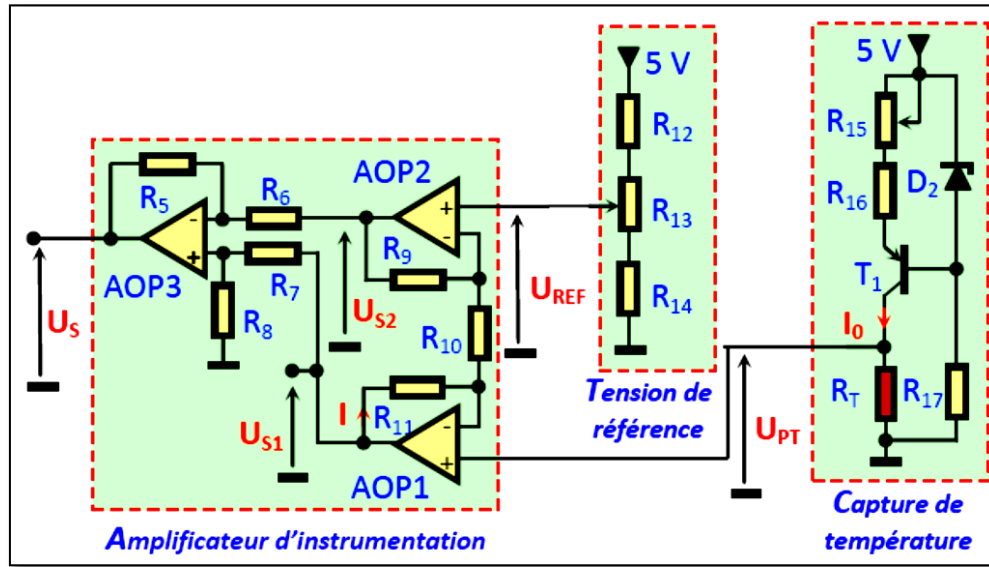 5 V
R12
R13
R14
Tension de
référence
5 V
R15
R16
D2
T1
I0
RT
R17
UPT
Capture de
température
AOP2
+
-
R5
R6
-
+
R7
AOP3
R8
R9
R10
US2
US
UREF
I
R11
US1
-
+
AOP1
Amplificateur d'instrumentation